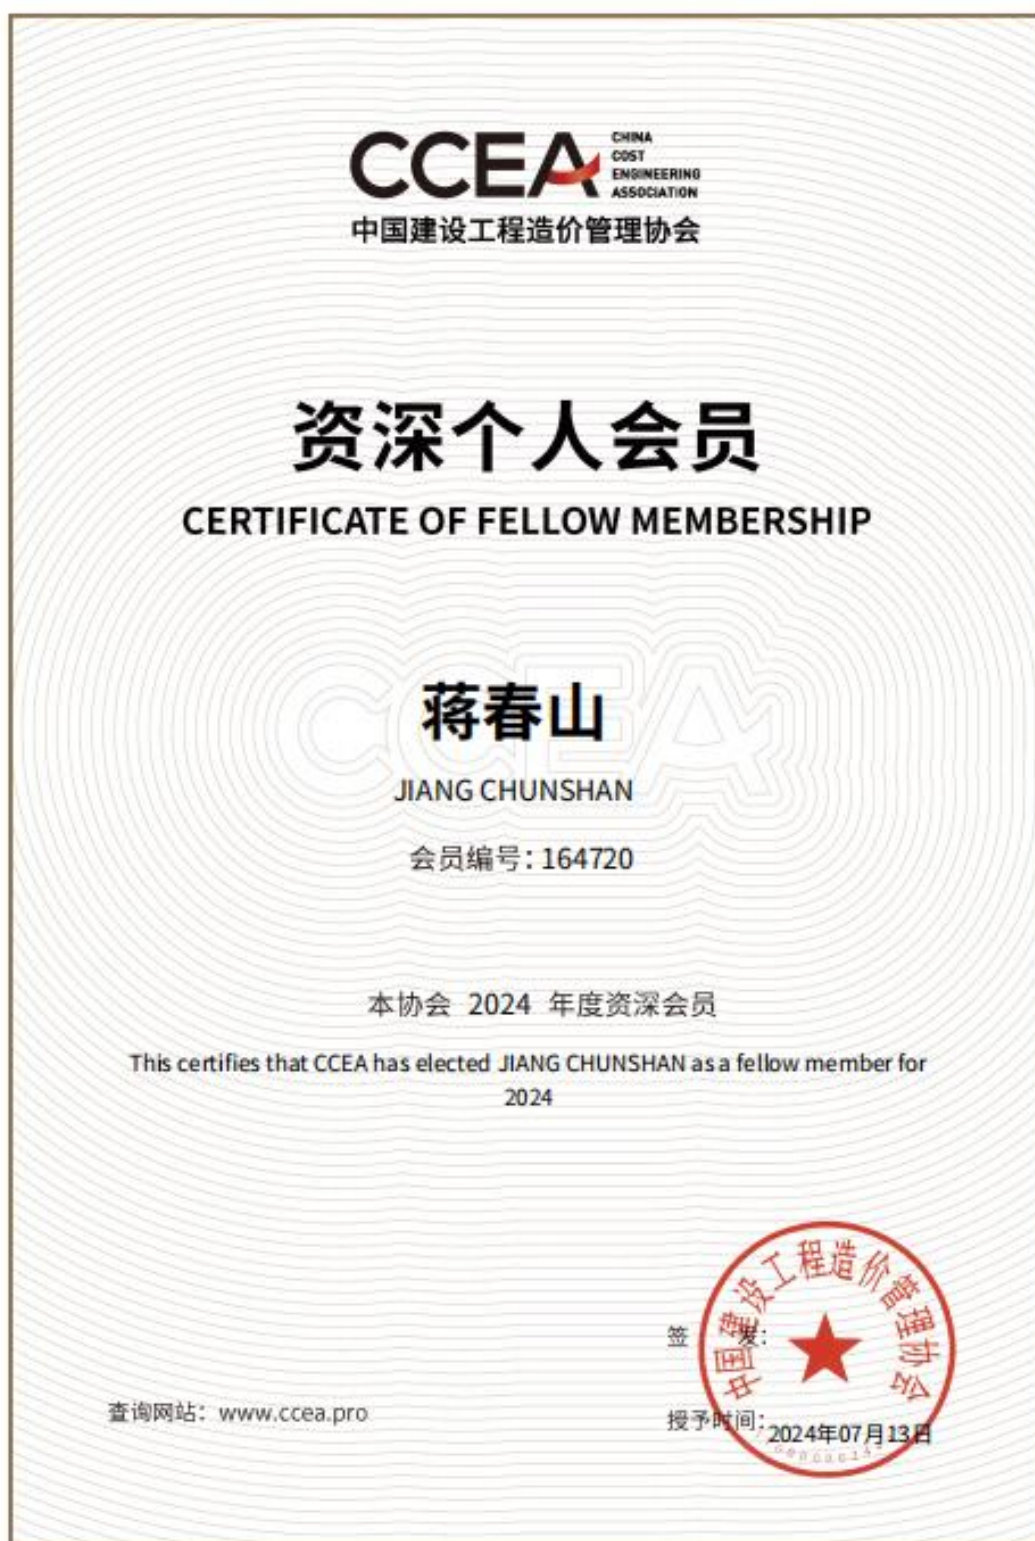 CCEA
CHINA
COST
ENGINEERING
ASSOCIATION
中国建设工程造价管理协会
资深个人会员
CERTIFICATE OF FELLOW MEMBERSHIP
CCEA
蒋春山
JIANG CHUNSHAN
会员编号：164720
本协会 2024 年度资深会员
This certifies that CCEA has elected JIANG CHUNSHAN as a fellow member for
2024
中国建设工程造价管理协会
签 发：
查询网站：www.ccea.pro
授予时间：2024年07月13日